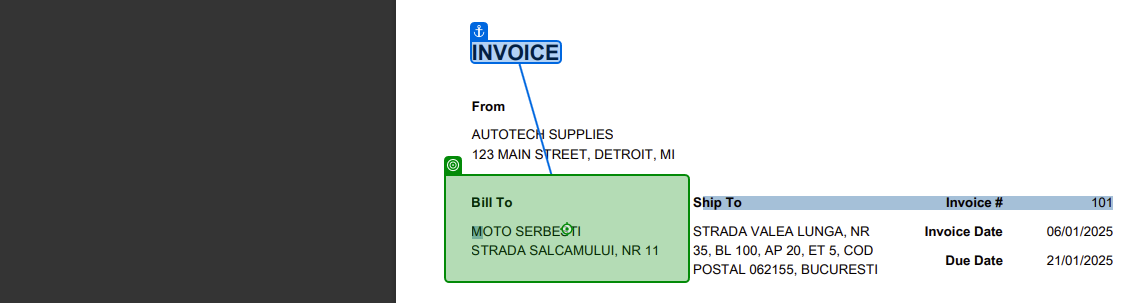 INVOICE
From
AUTOTECH SUPPLIES
123 MAIN STREET, DETROIT, MI
Bill To
MOTO SERBESTI
STRADA SALCAMULUI, NR 11
Ship To
STRADA VALEA LUNGA, NR
35, BL 100, AP 20, ET 5, COD
POSTAL 062155, BUCURESTI
Invoice # 101
Invoice Date 06/01/2025
Due Date 21/01/2025